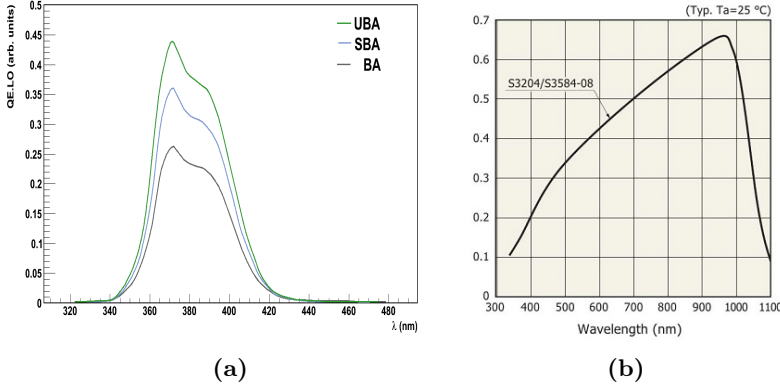 QE.LO (arb. units)
0.5
0.45
0.4
0.35
0.3
0.25
0.2
0.15
0.1
0.05
0
UBA
SBA
BA
320 340 360 380 400 420 440 460 480
λ (nm)
(a)
(Typ. Ta=25 °C)
0.7
0.6
0.5
0.4
0.3
0.2
0.1
0
S3204/S3584-08
300 400 500 600 700 800 900 1000 1100
Wavelength (nm)
(b)